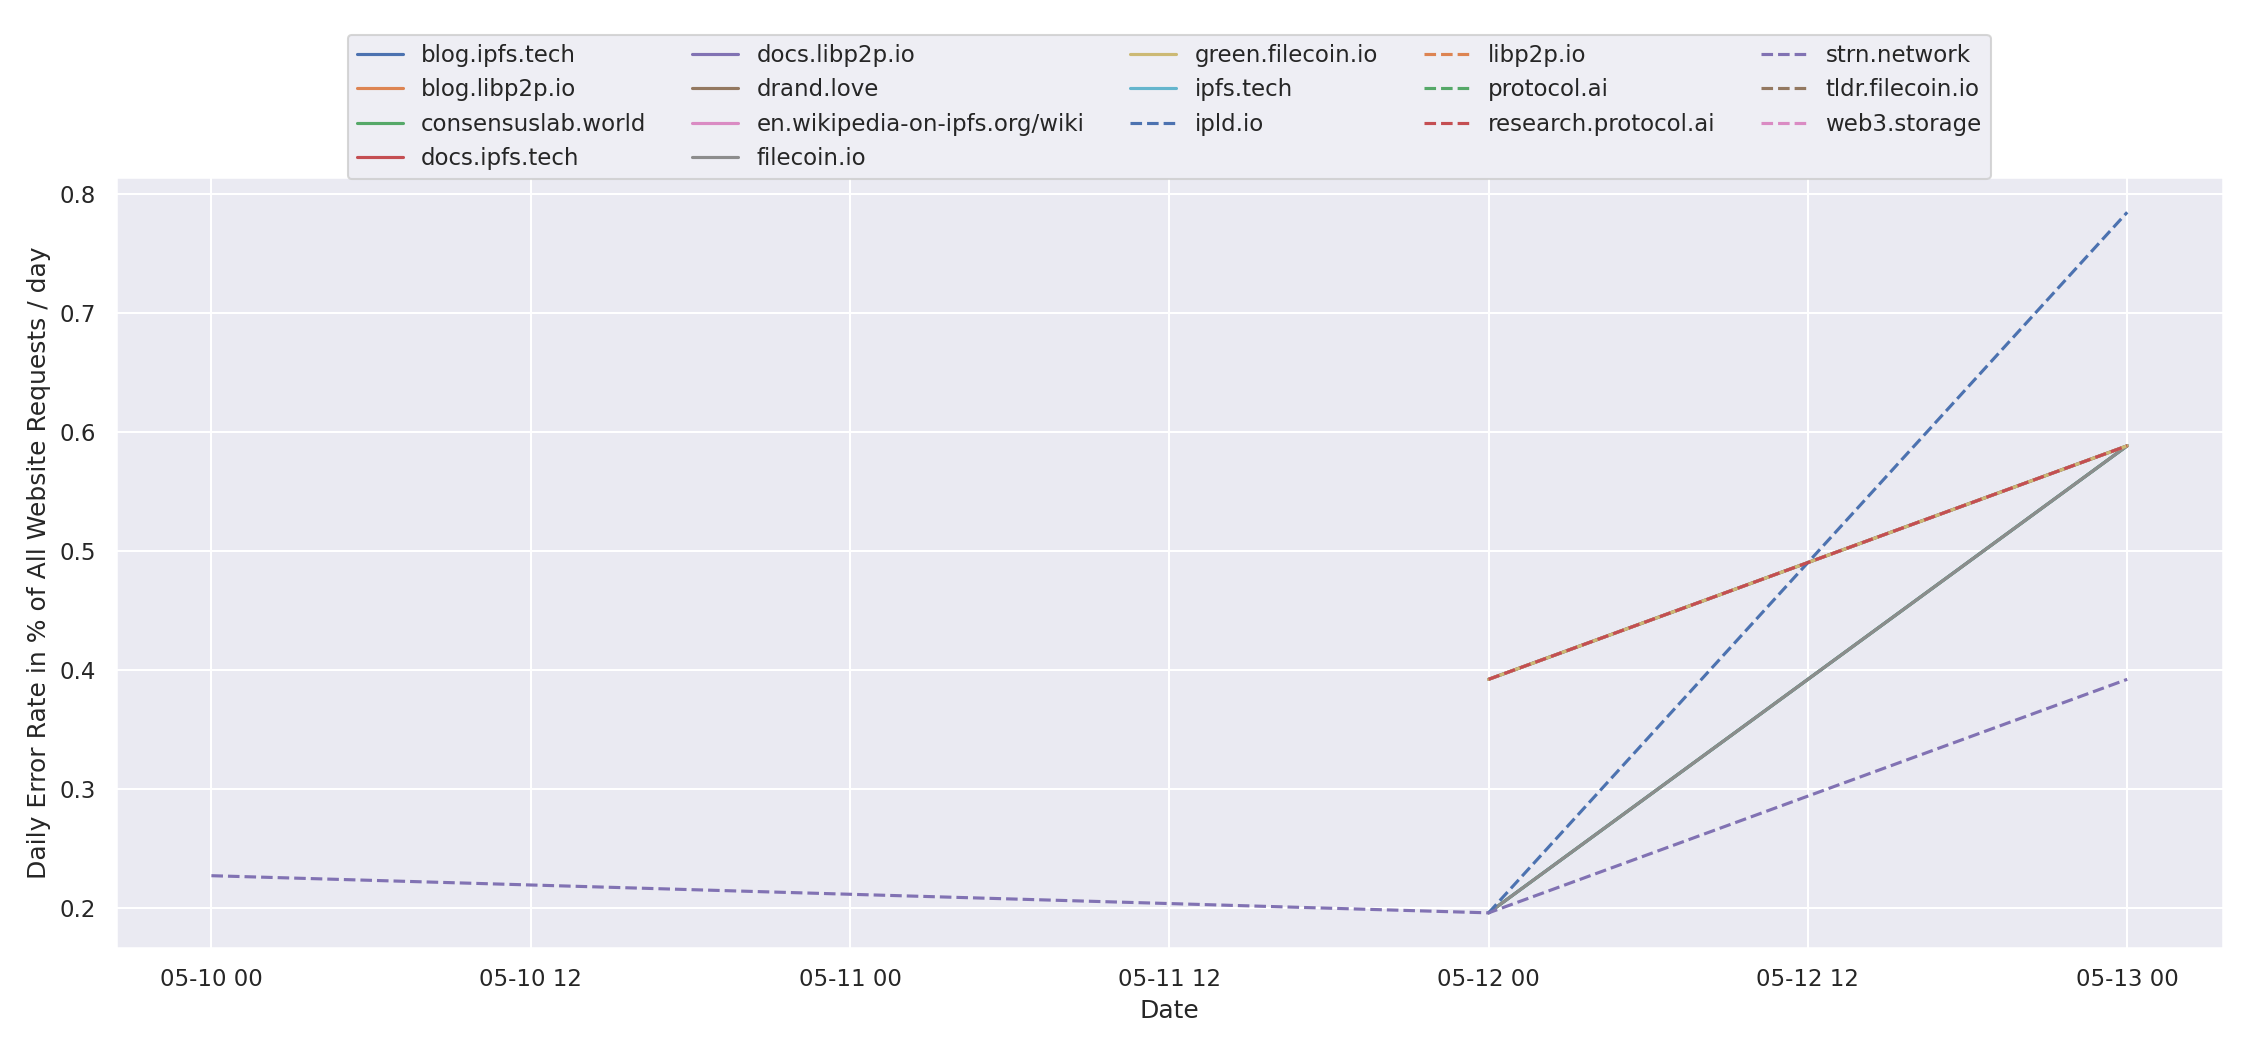 blog.ipfs.tech
blog.libp2p.io
consensuslab.world
docs.ipfs.tech
docs.libp2p.io
drand.love
en.wikipedia-on-ipfs.org/wiki
filecoin.io
green.filecoin.io
ipfs.tech
ipld.io
libp2p.io
protocol.ai
research.protocol.ai
strn.network
tldr.filecoin.io
web3.storage
Daily Error Rate in % of All Website Requests / day
0.8
0.7
0.6
0.5
0.4
0.3
0.2
05-10 00
05-10 12
05-11 00
05-11 12
05-12 00
05-12 12
05-13 00
Date